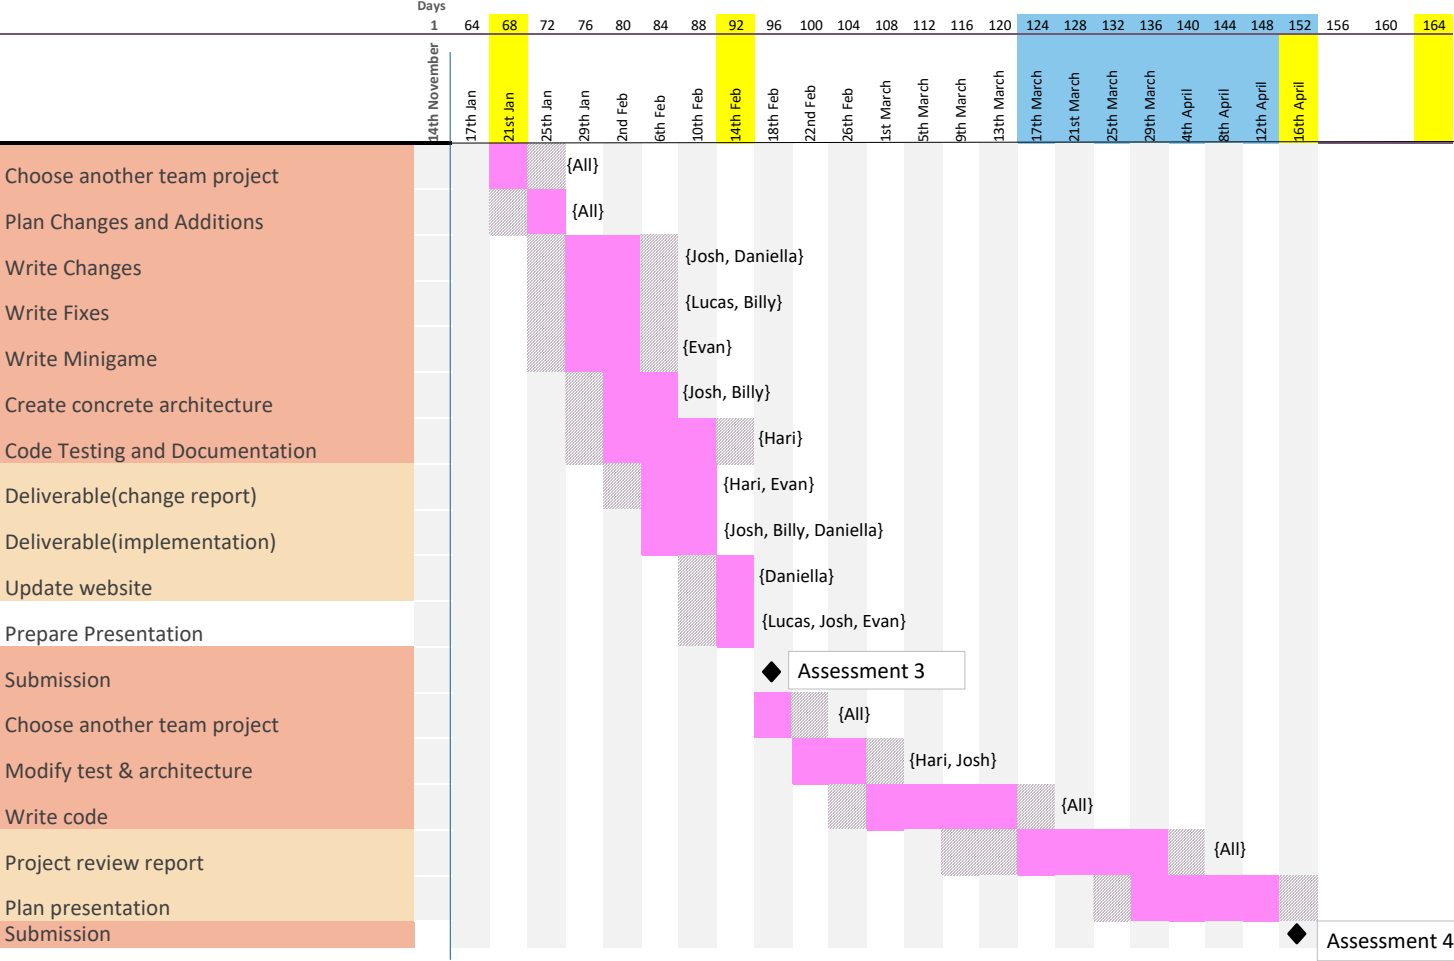 Days
1 64 68 72 76 80 84 88 92 96 100 104 108 112 116 120 124 128 132 136 140 144 148 152 156 160 164
14th November 17th Jan 21st Jan 25th Jan 29th Jan 2nd Feb 6th Feb 10th Feb 14th Feb 18th Feb 22nd Feb 26th Feb 1st March 5th March 9th March 13th March 17th March 21st March 25th March 29th March 4th April 8th April 12th April 16th April
Choose another team project {All}
Plan Changes and Additions {All}
Write Changes {Josh, Daniella}
Write Fixes {Lucas, Billy}
Write Minigame {Evan}
Create concrete architecture {Josh, Billy}
Code Testing and Documentation {Hari}
Deliverable(change report) {Hari, Evan}
Deliverable(implementation) {Josh, Billy, Daniella}
Update website {Daniella}
Prepare Presentation {Lucas, Josh, Evan}
Submission Assessment 3
Choose another team project {All}
Modify test & architecture {Hari, Josh}
Write code {All}
Project review report {All}
Plan presentation
Submission Assessment 4